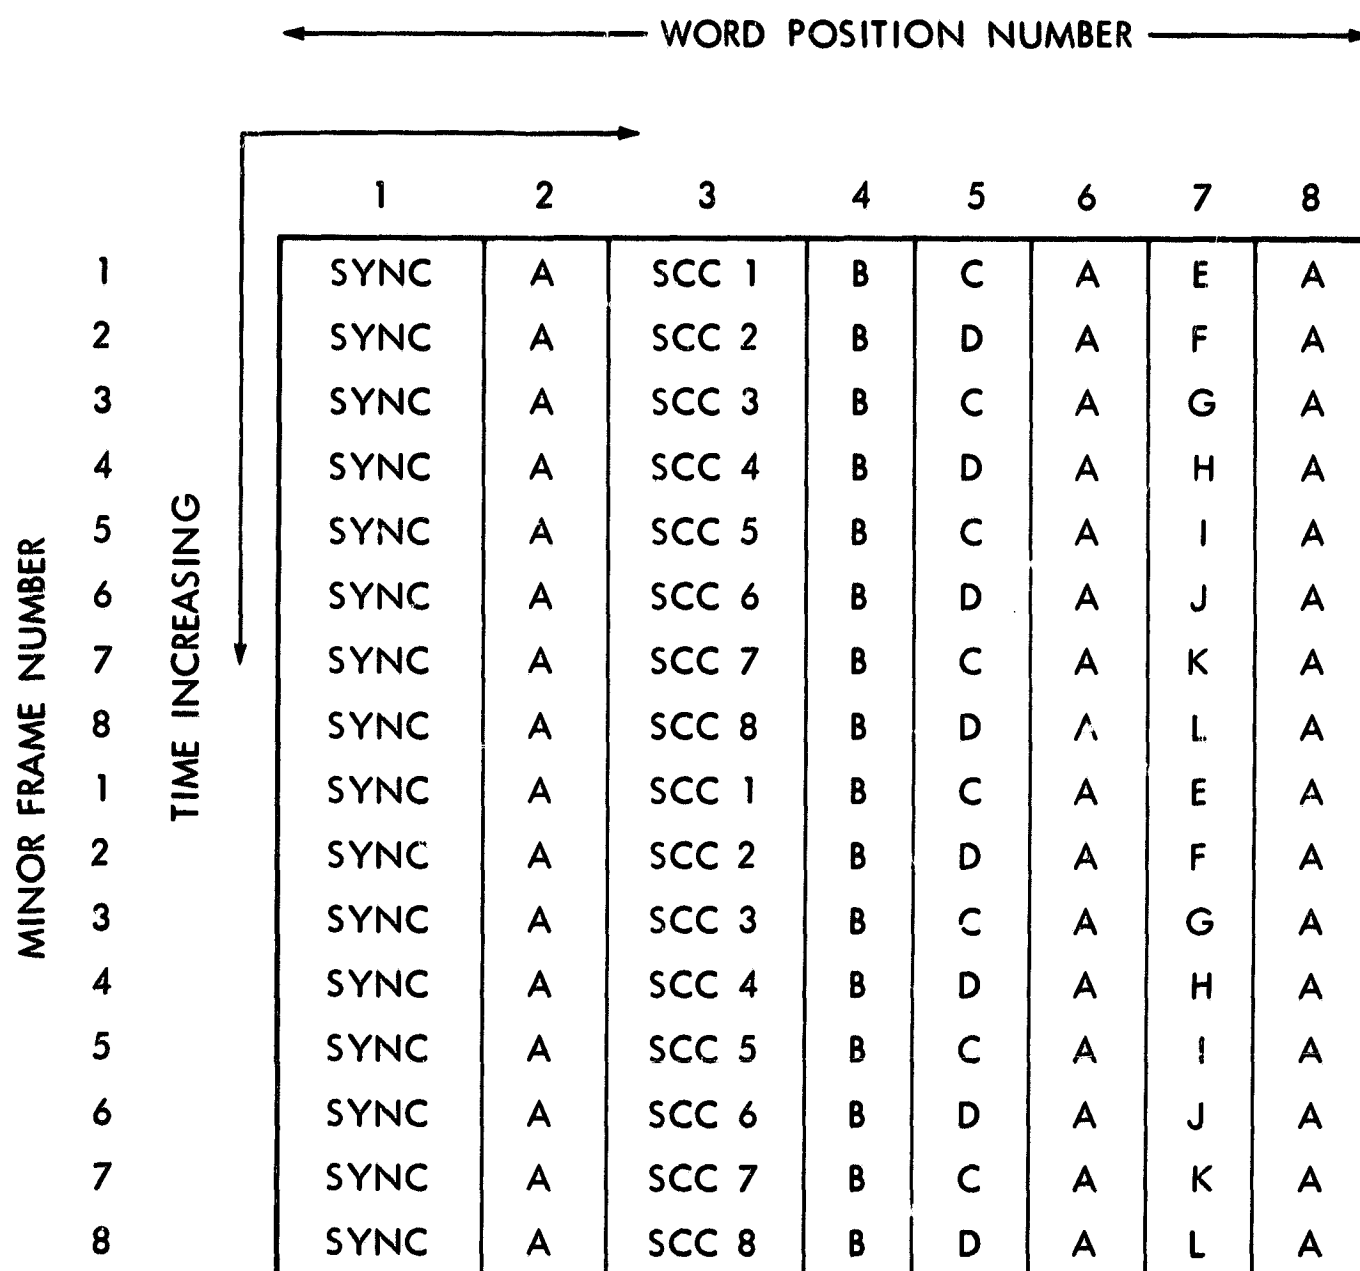 WORD POSITION NUMBER
1 2 3 4 5 6 7 8
1 SYNC A SCC 1 B C A E A
2 SYNC A SCC 2 B D A F A
3 SYNC A SCC 3 B C A G A
4 SYNC A SCC 4 B D A H A
5 SYNC A SCC 5 B C A I A
6 SYNC A SCC 6 B D A J A
7 SYNC A SCC 7 B C A K A
8 SYNC A SCC 8 B D A L A
1 SYNC A SCC 1 B C A E A
2 SYNC A SCC 2 B D A F A
3 SYNC A SCC 3 B C A G A
4 SYNC A SCC 4 B D A H A
5 SYNC A SCC 5 B C A I A
6 SYNC A SCC 6 B D A J A
7 SYNC A SCC 7 B C A K A
8 SYNC A SCC 8 B D A L A
MINOR FRAME NUMBER
TIME INCREASING